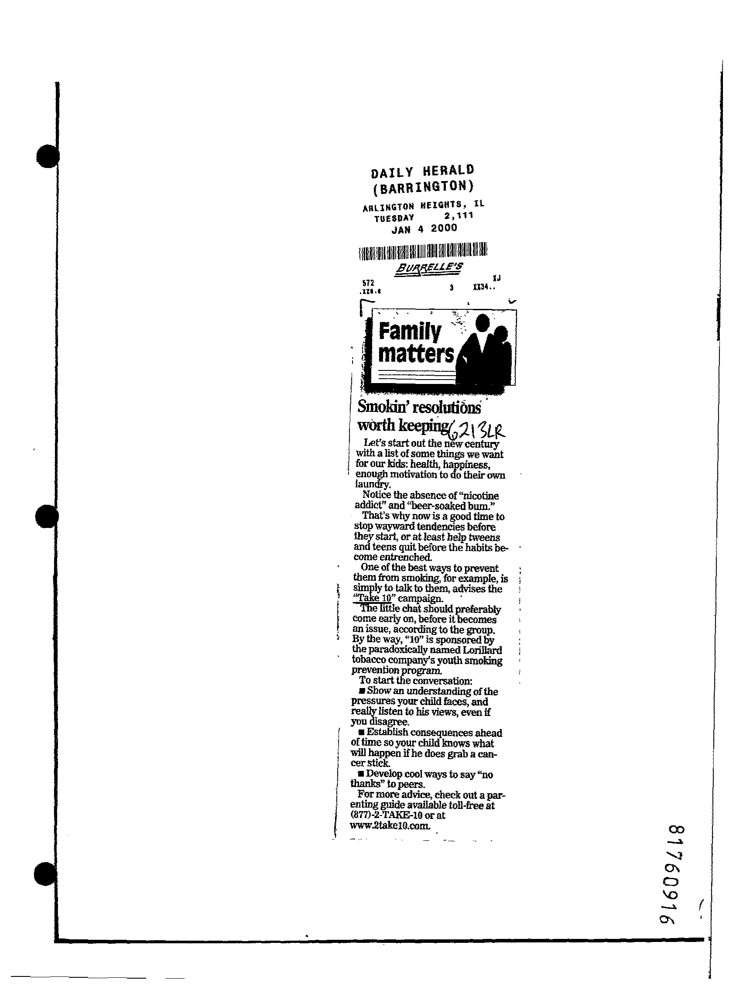 DAILY HERALD
(BARRINGTON)
ARLINGTON HEIGHTS, IL
TUESDAY 2,111
JAN 4 2000
BURRELLE'S
572 XJ
3 XX34..
Family
matters
Smokin' resolutions
worth keeping 6213LR
Let's start out the new century
with a list of some things we want
for our kids: health, happiness,
enough motivation to do their own
laundry.
Notice the absence of "nicotine
addict" and "beer-soaked bum."
That's why now is a good time to
stop wayward tendencies before
they start, or at least help tweens
and teens quit before the habits be-
come entrenched.
One of the best ways to prevent
them from smoking, for example, is
simply to talk to them, advises the
"Take 10" campaign.
The little chat should preferably
come early on, before it becomes
an issue, according to the group.
By the way, "10" is sponsored by
the paradoxically named Lorillard
tobacco company's youth smoking
prevention program.
To start the conversation:
■ Show an understanding of the
pressures your child faces, and
really listen to his views, even if
you disagree.
■ Establish consequences ahead
of time so your child knows what
will happen if he does grab a can-
cer stick.
■ Develop cool ways to say "no
thanks" to peers.
For more advice, check out a par-
enting guide available toll-free at
(877)-2-TAKE-10 or at
www.2take10.com.
81760916